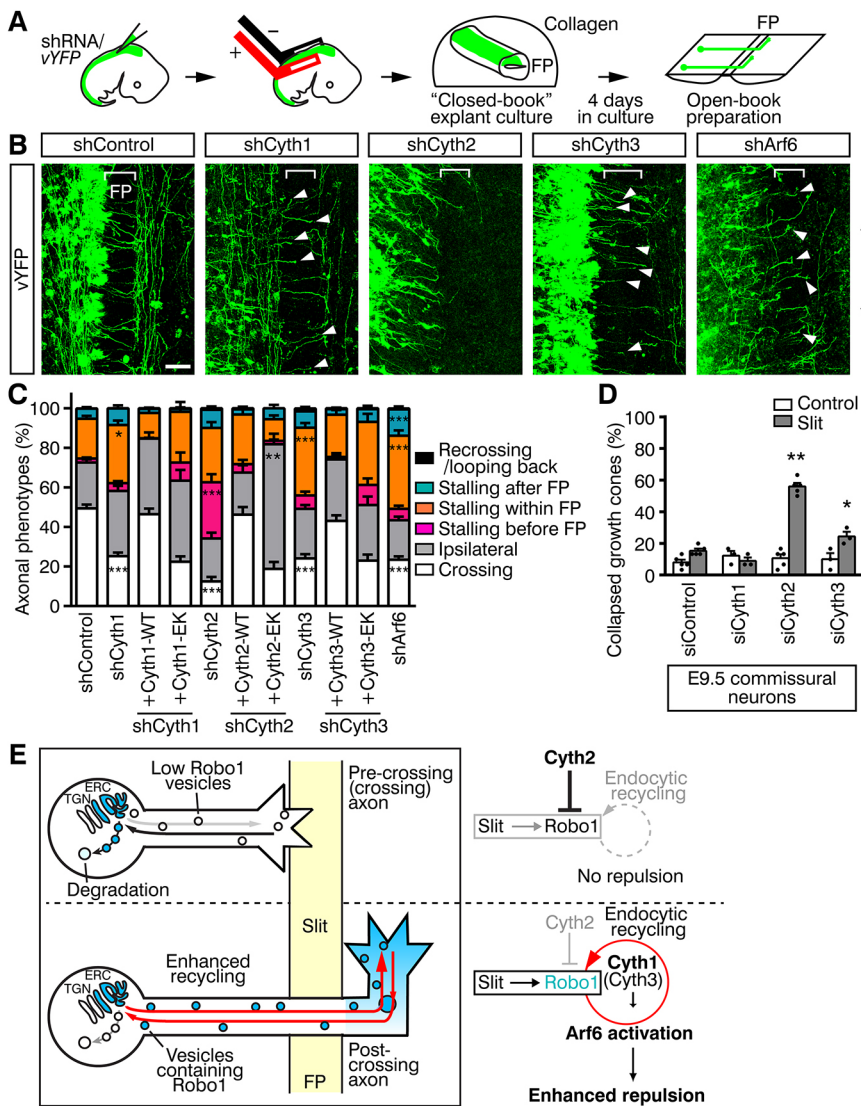 A
shRNA/
vYFP
+
−
Collagen
FP
"Closed-book"
explant culture
4 days
in culture
FP
Open-book
preparation
B
shControl
shCyth1
shCyth2
shCyth3
shArf6
vYFP
FP
C
Axonal phenotypes (%)
100
80
60
40
20
0
*
***
***
***
**
***
***
***
***
***
Recrossing
/looping back
Stalling after FP
Stalling within FP
Stalling before FP
Ipsilateral
Crossing
shControl
shCyth1
+Cyth1-WT
+Cyth1-EK
shCyth2
+Cyth2-WT
+Cyth2-EK
shCyth3
+Cyth3-WT
+Cyth3-EK
shArf6
shCyth1
shCyth2
shCyth3
D
Control
Slit
Collapsed growth cones (%)
100
80
60
40
20
0
**
*
siControl
siCyth1
siCyth2
siCyth3
E9.5 commissural
neurons
E
Low Robo1
vesicles
ERC
TGN
Degradation
Pre-crossing
(crossing)
axon
Slit
Enhanced
recycling
ERC
TGN
Vesicles
containing
Robo1
FP
Post-
crossing
axon
Cyth2
Endocytic
recycling
Slit
Robo1
No repulsion
Cyth2
Endocytic
recycling
Slit
Robo1
Cyth1
(Cyth3)
Arf6 activation
Enhanced repulsion